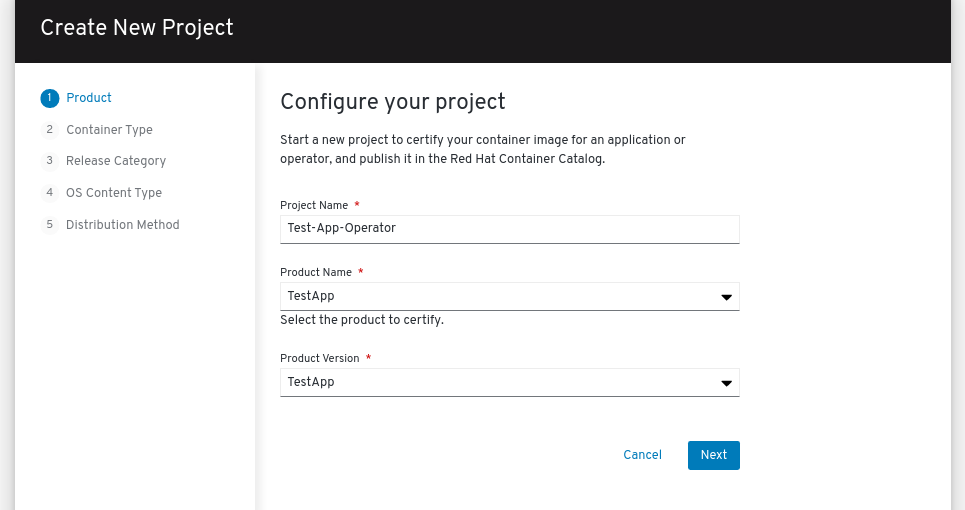 Create New Project
1 Product
2 Container Type
3 Release Category
4 OS Content Type
5 Distribution Method
Configure your project
Start a new project to certify your container image for an application or
operator, and publish it in the Red Hat Container Catalog.
Project Name *
Test-App-Operator
Product Name *
TestApp
Select the product to certify.
Product Version *
TestApp
Cancel Next